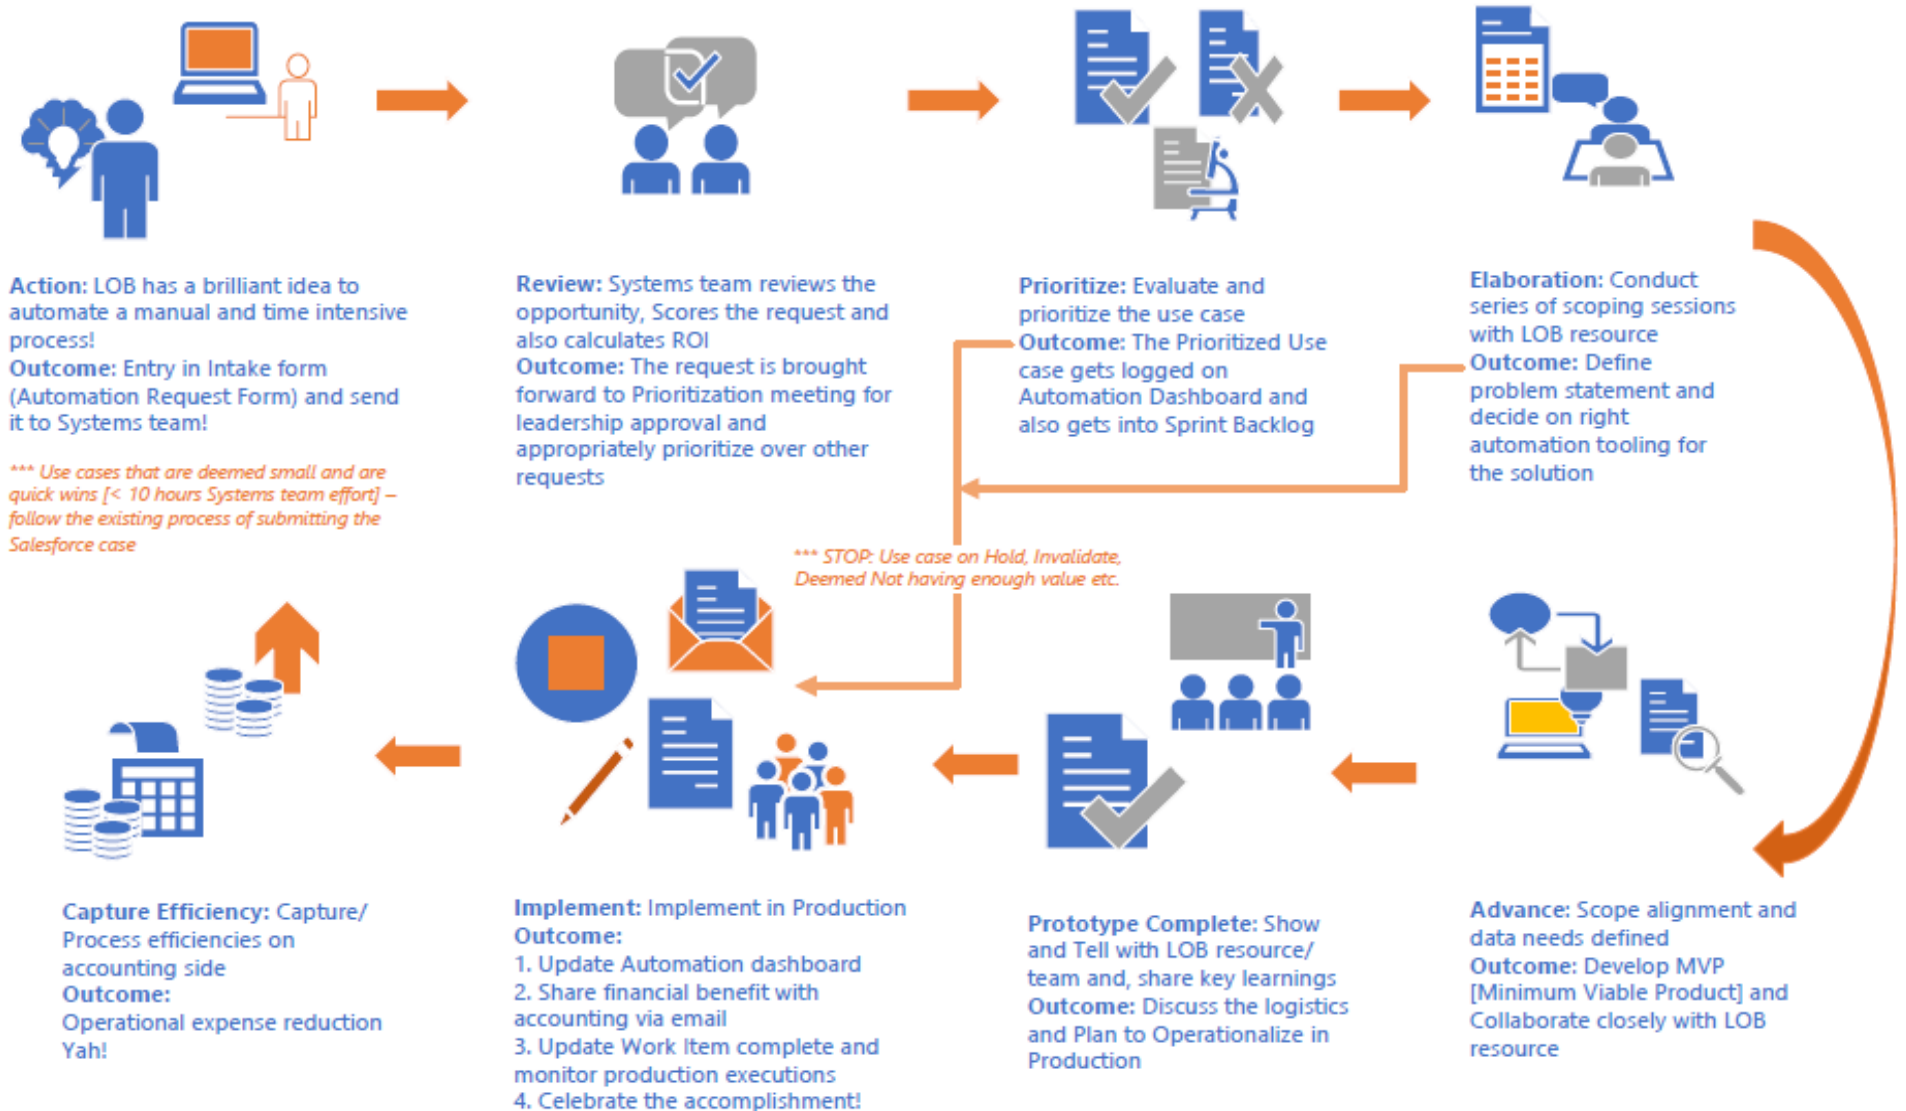 Action: LOB has a brilliant idea to
automate a manual and time intensive
process!
Outcome: Entry in Intake form
(Automation Request Form) and send
it to Systems team!
*** Use cases that are deemed small and are
quick wins [< 10 hours Systems team effort] –
follow the existing process of submitting the
Salesforce case
Review: Systems team reviews the
opportunity, Scores the request and
also calculates ROI
Outcome: The request is brought
forward to Prioritization meeting for
leadership approval and
appropriately prioritize over other
requests
Prioritize: Evaluate and
prioritize the use case
Outcome: The Prioritized Use
case gets logged on
Automation Dashboard and
also gets into Sprint Backlog
Elaboration: Conduct
series of scoping sessions
with LOB resource
Outcome: Define
problem statement and
decide on right
automation tooling for
the solution
*** STOP: Use case on Hold, Invalidate,
Deemed Not having enough value etc.
Advance: Scope alignment and
data needs defined
Outcome: Develop MVP
[Minimum Viable Product] and
Collaborate closely with LOB
resource
Prototype Complete: Show
and Tell with LOB resource/
team and, share key learnings
Outcome: Discuss the logistics
and Plan to Operationalize in
Production
Implement: Implement in Production
Outcome:
1. Update Automation dashboard
2. Share financial benefit with
accounting via email
3. Update Work Item complete and
monitor production executions
4. Celebrate the accomplishment!
Capture Efficiency: Capture/
Process efficiencies on
accounting side
Outcome:
Operational expense reduction
Yah!